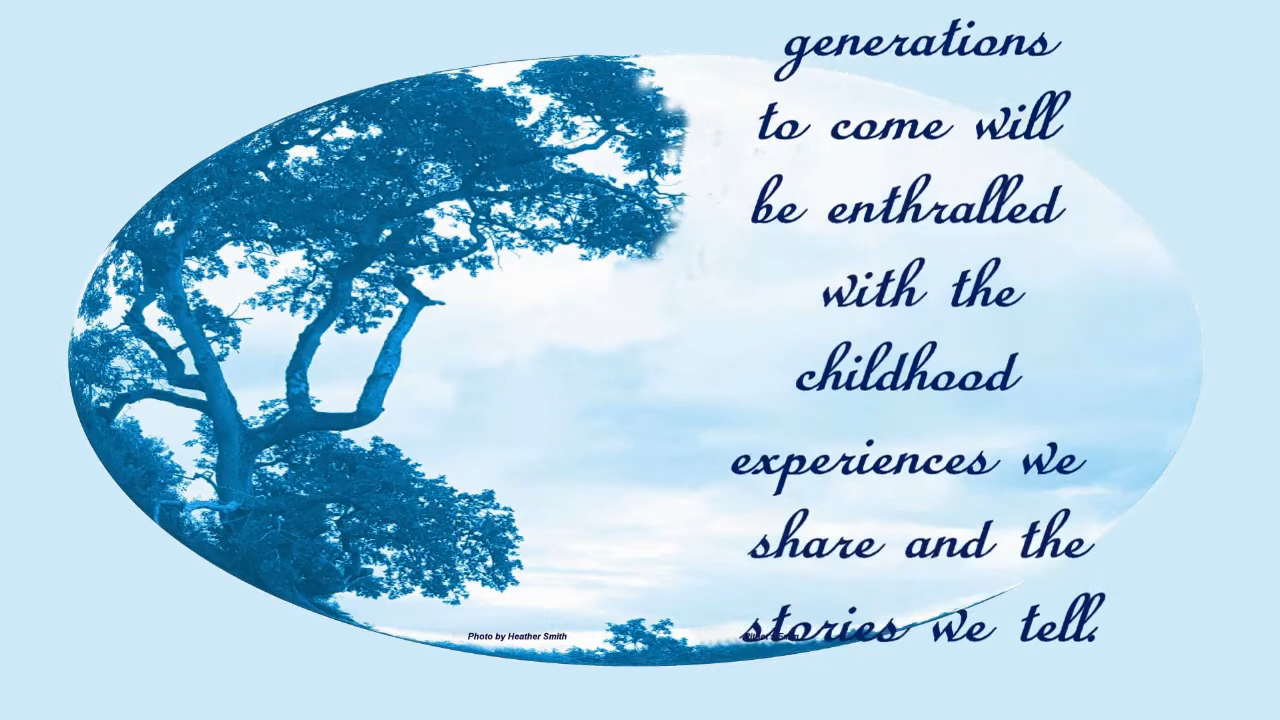 generations
to come will
be enthralled
with the
childhood
experiences we
share and the
stories we tell.
Photo by Heather Smith